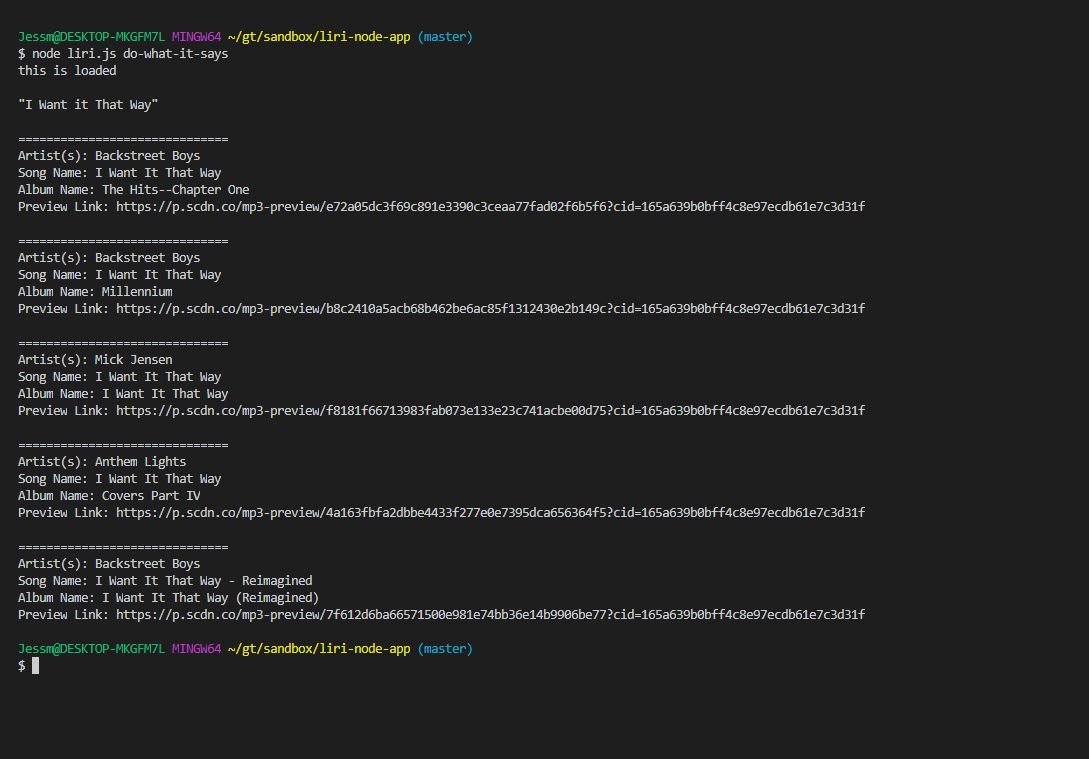 Jessm@DESKTOP-MKGFM7L MINGW64 ~/gt/sandbox/liri-node-app (master)
$ node liri.js do-what-it-says
this is loaded
"I Want it That Way"
==============================
Artist(s): Backstreet Boys
Song Name: I Want It That Way
Album Name: The Hits--Chapter One
Preview Link: https://p.scdn.co/mp3-preview/e72a05dc3f69c891e3390c3ceaa77fad02f6b5f6?cid=165a639b0bff4c8e97ecdb61e7c3d31f
==============================
Artist(s): Backstreet Boys
Song Name: I Want It That Way
Album Name: Millennium
Preview Link: https://p.scdn.co/mp3-preview/b8c2410a5acb68b462be6ac85f1312430e2b149c?cid=165a639b0bff4c8e97ecdb61e7c3d31f
==============================
Artist(s): Mick Jensen
Song Name: I Want It That Way
Album Name: I Want It That Way
Preview Link: https://p.scdn.co/mp3-preview/f8181f66713983fab073e133e23c741acbe00d75?cid=165a639b0bff4c8e97ecdb61e7c3d31f
==============================
Artist(s): Anthem Lights
Song Name: I Want It That Way
Album Name: Covers Part IV
Preview Link: https://p.scdn.co/mp3-preview/4a163fbfa2dbbe4433f277e0e7395dca656364f5?cid=165a639b0bff4c8e97ecdb61e7c3d31f
==============================
Artist(s): Backstreet Boys
Song Name: I Want It That Way - Reimagined
Album Name: I Want It That Way (Reimagined)
Preview Link: https://p.scdn.co/mp3-preview/7f612d6ba66571500e981e74bb36e14b9906be77?cid=165a639b0bff4c8e97ecdb61e7c3d31f
Jessm@DESKTOP-MKGFM7L MINGW64 ~/gt/sandbox/liri-node-app (master)
$